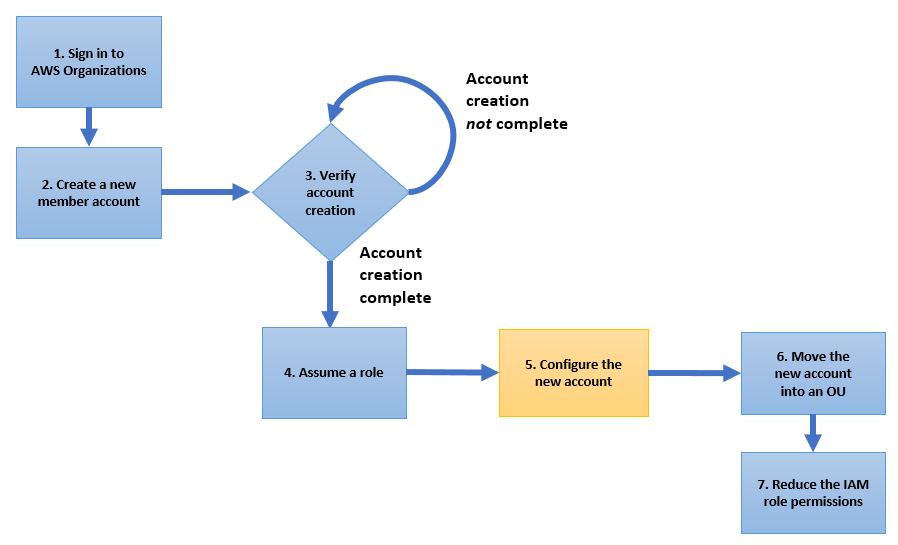 1. Sign in to
AWS Organizations
2. Create a new
member account
3. Verify
account
creation
Account
creation
not complete
Account
creation
complete
4. Assume a role
5. Configure the
new account
6. Move the
new account
into an OU
7. Reduce the IAM
role permissions